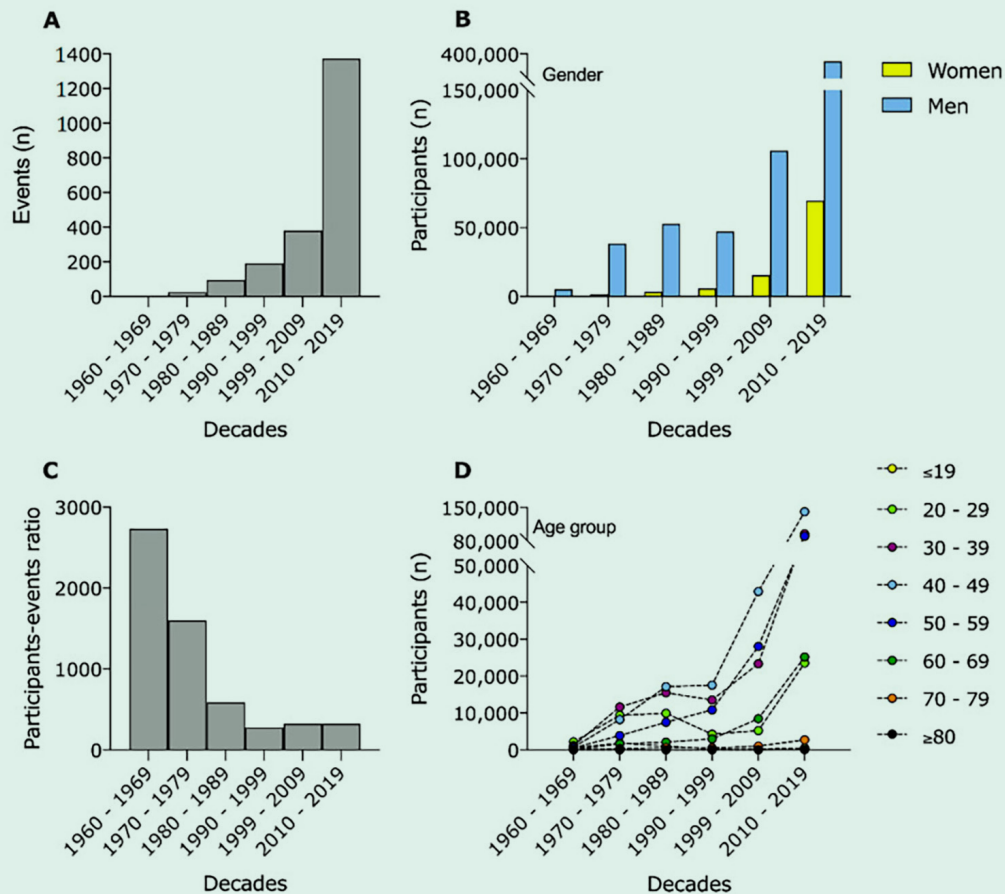 A
1400
1200
1000
800
600
400
200
0
Events (n)
1960 - 1969
1970 - 1979
1980 - 1989
1990 - 1999
1999 - 2009
2010 - 2019
Decades
B
400,000
150,000
100,000
50,000
0
Participants (n)
Gender
1960 - 1969
1970 - 1979
1980 - 1989
1990 - 1999
1999 - 2009
2010 - 2019
Decades
Women
Men
C
3000
2000
1000
0
Participants-events ratio
1960 - 1969
1970 - 1979
1980 - 1989
1990 - 1999
1999 - 2009
2010 - 2019
Decades
D
150,000
80,000
50,000
40,000
30,000
20,000
10,000
0
Participants (n)
Age group
1960 - 1969
1970 - 1979
1980 - 1989
1990 - 1999
1999 - 2009
2010 - 2019
Decades
≤19
20 - 29
30 - 39
40 - 49
50 - 59
60 - 69
70 - 79
≥80